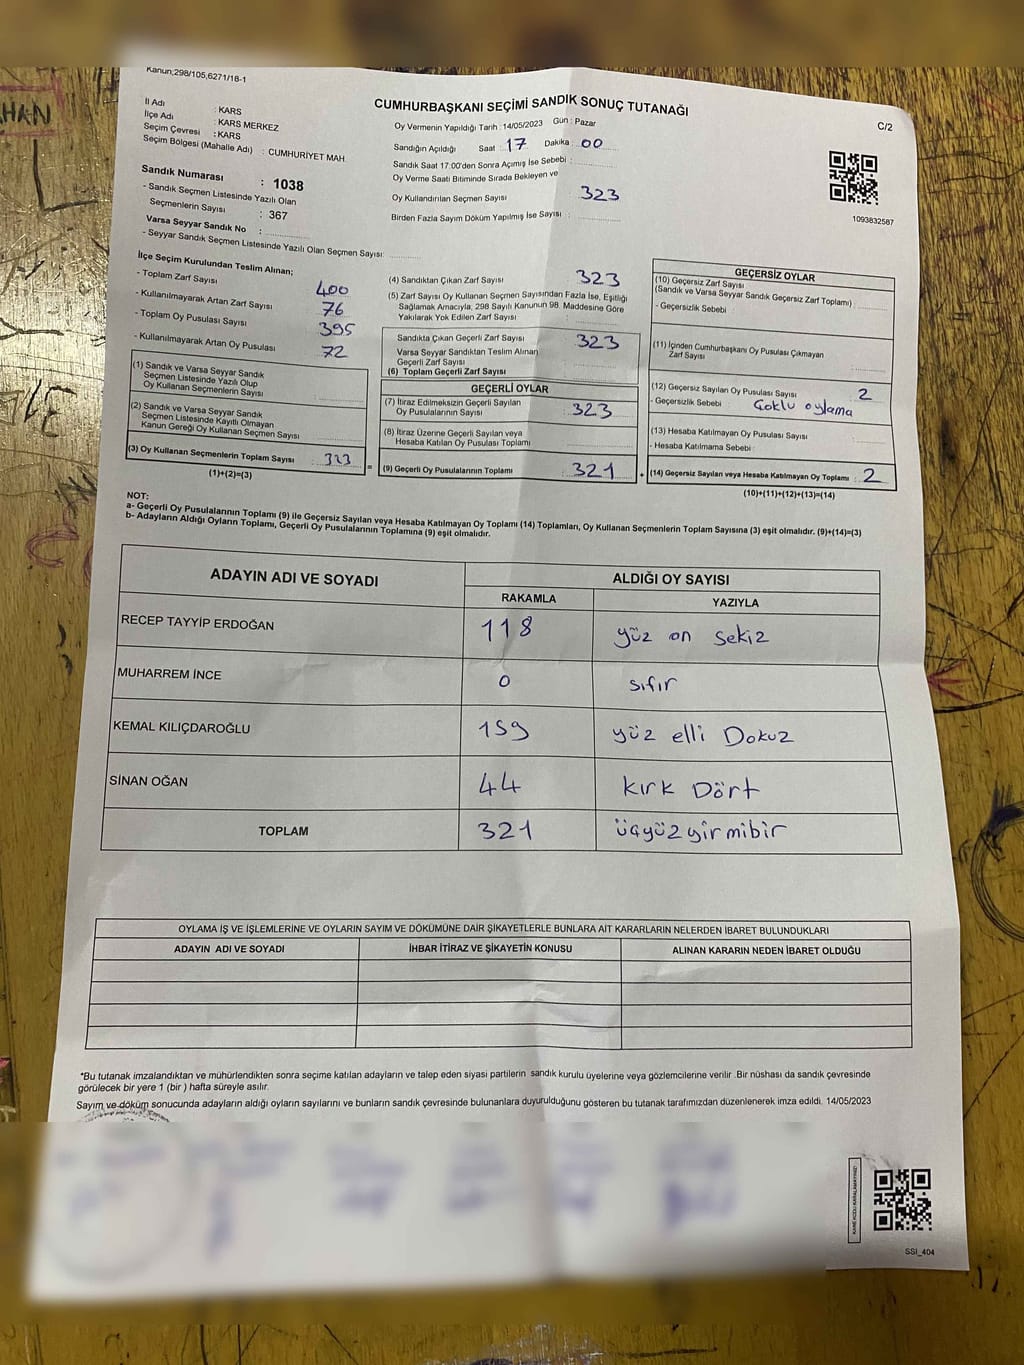 HAN
Kanun;298/105,6271/18-1
CUMHURBAŞKANI SEÇİMİ SANDIK SONUÇ TUTANAĞI
C/2
İl Adı : KARS
İlçe Adı : KARS MERKEZ
Seçim Çevresi : KARS
Seçim Bölgesi (Mahalle Adı) : CUMHURİYET MAH.
Sandık Numarası : 1038
- Sandık Seçmen Listesinde Yazılı Olan
Seçmenlerin Sayısı : 367
Varsa Seyyar Sandık No :
- Seyyar Sandık Seçmen Listesinde Yazılı Olan Seçmen Sayısı:
Oy Vermenin Yapıldığı Tarih :14/05/2023 Gün : Pazar
Sandığın Açıldığı Saat : 17 Dakika : 00
Sandık Saat 17:00'den Sonra Açımış İse Sebebi :
Oy Verme Saati Bitiminde Sırada Bekleyen ve
Oy Kullandırılan Seçmen Sayısı 323
Birden Fazla Sayım Döküm Yapılmış İse Sayısı :
1093832587
İlçe Seçim Kurulundan Teslim Alınan;
- Toplam Zarf Sayısı 400
- Kullanılmayarak Artan Zarf Sayısı 76
- Toplam Oy Pusulası Sayısı 395
- Kullanılmayarak Artan Oy Pusulası 72
(1) Sandık ve Varsa Seyyar Sandık
Seçmen Listesinde Yazılı Olup
Oy Kullanan Seçmenlerin Sayısı
(2) Sandık ve Varsa Seyyar Sandık
Seçmen Listesinde Kayıtlı Olmayan
Kanun Gereği Oy Kullanan Seçmen Sayısı
(3) Oy Kullanan Seçmenlerin Toplam Sayısı 323
(1)+(2)=(3)
(4) Sandıktan Çıkan Zarf Sayısı 323
(5) Zarf Sayısı Oy Kullanan Seçmen Sayısından Fazla İse, Eşitliği
Sağlamak Amacıyla, 298 Sayılı Kanunun 98. Maddesine Göre
Yakılarak Yok Edilen Zarf Sayısı
Sandıkta Çıkan Geçerli Zarf Sayısı 323
Varsa Seyyar Sandıktan Teslim Alınan
Geçerli Zarf Sayısı
(6) Toplam Geçerli Zarf Sayısı
=
GEÇERLİ OYLAR
(7) İtiraz Edilmeksizin Geçerli Sayılan
Oy Pusulalarının Sayısı 323
(8) İtiraz Üzerine Geçerli Sayılan veya
Hesaba Katılan Oy Pusulası Toplamı
(9) Geçerli Oy Pusulalarının Toplamı 321
+
GEÇERSİZ OYLAR
(10) Geçersiz Zarf Sayısı
(Sandık ve Varsa Seyyar Sandık Geçersiz Zarf Toplamı)
- Geçersizlik Sebebi :
(11) İçinden Cumhurbaşkanı Oy Pusulası Çıkmayan
Zarf Sayısı
(12) Geçersiz Sayılan Oy Pusulası Sayısı 2
- Geçersizlik Sebebi : Çoklu oylama
(13) Hesaba Katılmayan Oy Pusulası Sayısı
- Hesaba Katılmama Sebebi :
(14) Geçersiz Sayılan veya Hesaba Katılmayan Oy Toplamı : 2
(10)+(11)+(12)+(13)=(14)
NOT:
a- Geçerli Oy Pusulalarının Toplamı (9) ile Geçersiz Sayılan veya Hesaba Katılmayan Oy Toplamı (14) Toplamları, Oy Kullanan Seçmenlerin Toplam Sayısına (3) eşit olmalıdır. (9)+(14)=(3)
b- Adayların Aldığı Oyların Toplamı, Geçerli Oy Pusulalarının Toplamına (9) eşit olmalıdır.
ADAYIN ADI VE SOYADI ALDIĞI OY SAYISI
RAKAMLA YAZIYLA
RECEP TAYYİP ERDOĞAN 118 yüz on sekiz
MUHARREM İNCE 0 sıfır
KEMAL KILIÇDAROĞLU 159 yüz elli Dokuz
SİNAN OĞAN 44 kırk Dört
TOPLAM 321 üçyüzyirmibir
OYLAMA İŞ VE İŞLEMLERİNE VE OYLARIN SAYIM VE DÖKÜMÜNE DAİR ŞİKAYETLERLE BUNLARA AİT KARARLARIN NELERDEN İBARET BULUNDUKLARI
ADAYIN ADI VE SOYADI İHBAR İTİRAZ VE ŞİKAYETİN KONUSU ALINAN KARARIN NEDEN İBARET OLDUĞU
*Bu tutanak imzalandıktan ve mühürlendikten sonra seçime katılan adayların ve talep eden siyasi partilerin sandık kurulu üyelerine veya gözlemcilerine verilir .Bir nüshası da sandık çevresinde
görülecek bir yere 1 (bir ) hafta süreyle asılır.
Sayım ve döküm sonucunda adayların aldığı oyların sayılarını ve bunların sandık çevresinde bulunanlara duyurulduğunu gösteren bu tutanak tarafımızdan düzenlenerek imza edildi. 14/05/2023
SSİ_404